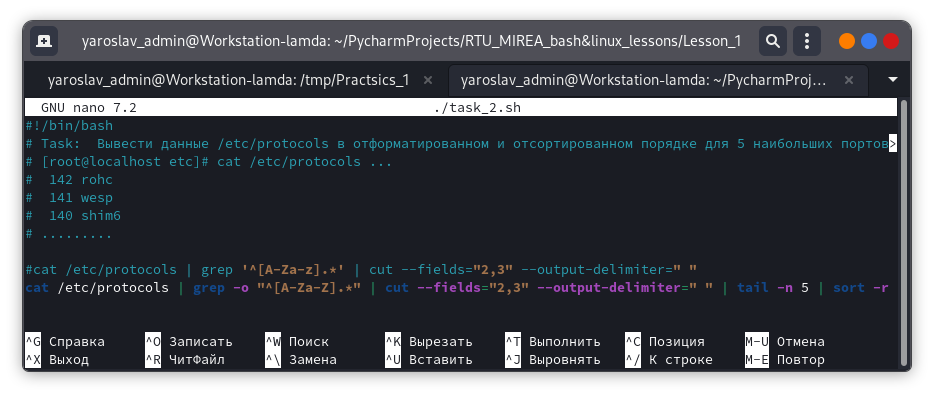 yaroslav_admin@Workstation-lamda: ~/PycharmProjects/RTU_MIREA_bash&linux_lessons/Lesson_1
yaroslav_admin@Workstation-lamda: /tmp/Practsics_1 × yaroslav_admin@Workstation-lamda: ~/PycharmProj... ×
GNU nano 7.2 ./task_2.sh
#!/bin/bash
# Task:  Вывести данные /etc/protocols в отформатированном и отсортированном порядке для 5 наибольших портов>
# [root@localhost etc]# cat /etc/protocols ...
#  142 rohc
#  141 wesp
#  140 shim6
# .........
#cat /etc/protocols | grep '^[A-Za-z].*' | cut --fields="2,3" --output-delimiter=" "
cat /etc/protocols | grep -o "^[A-Za-Z].*" | cut --fields="2,3" --output-delimiter=" " | tail -n 5 | sort -r
^G Справка ^O Записать ^W Поиск ^K Вырезать ^T Выполнить ^C Позиция M-U Отмена
^X Выход ^R ЧитФайл ^\ Замена ^U Вставить ^J Выровнять ^/ К строке M-E Повтор